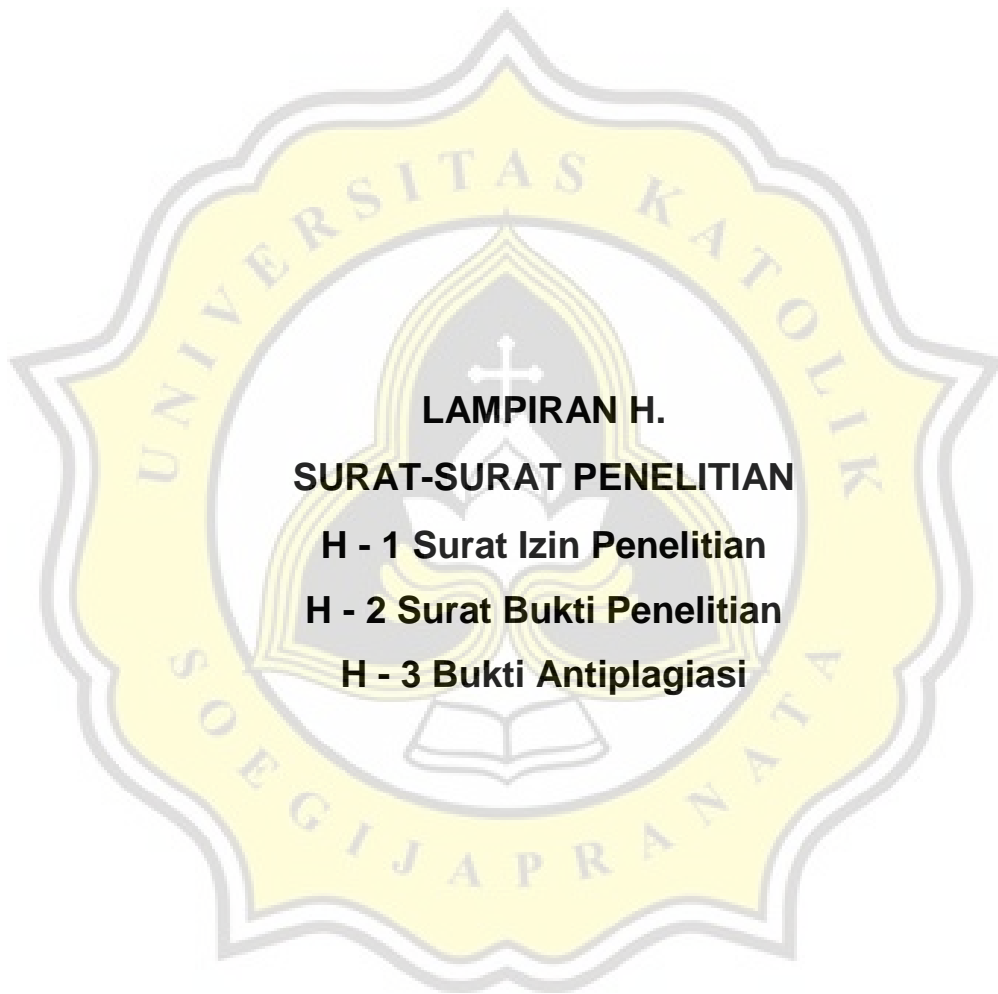 UNIVERSITAS KATOLIK
LAMPIRAN H.
SURAT-SURAT PENELITIAN
H - 1 Surat Izin Penelitian
H - 2 Surat Bukti Penelitian
H - 3 Bukti Antiplagiasi
SOEGIJAPRANATA